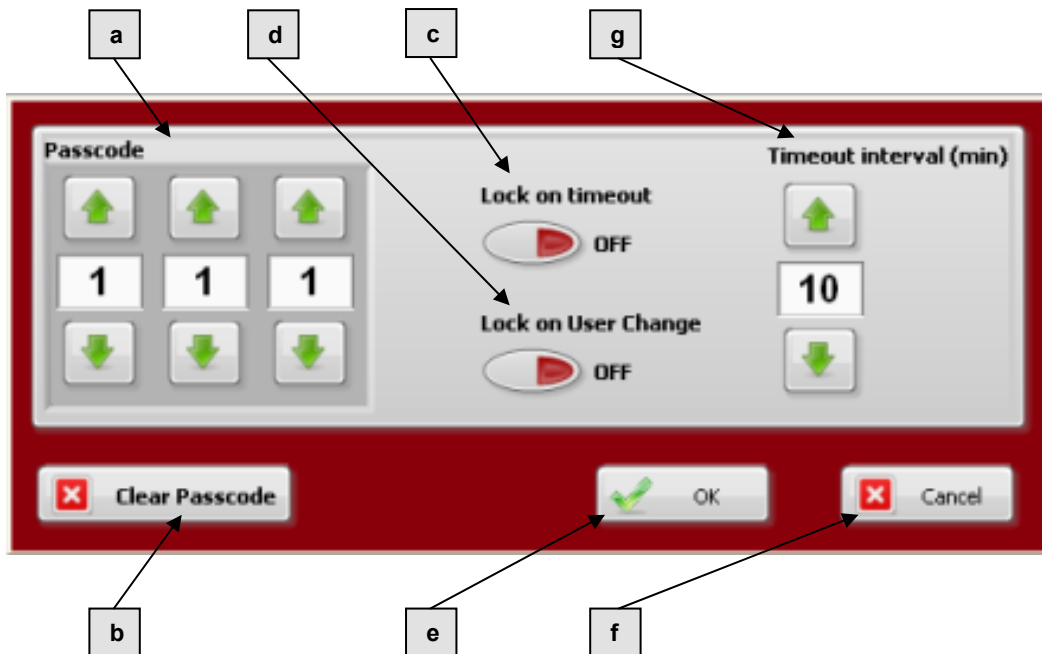 a d c g
Passcode
Timeout interval (min)
Lock on timeout
OFF
1 1 1
10
Lock on User Change
OFF
Clear Passcode
OK
Cancel
b e f